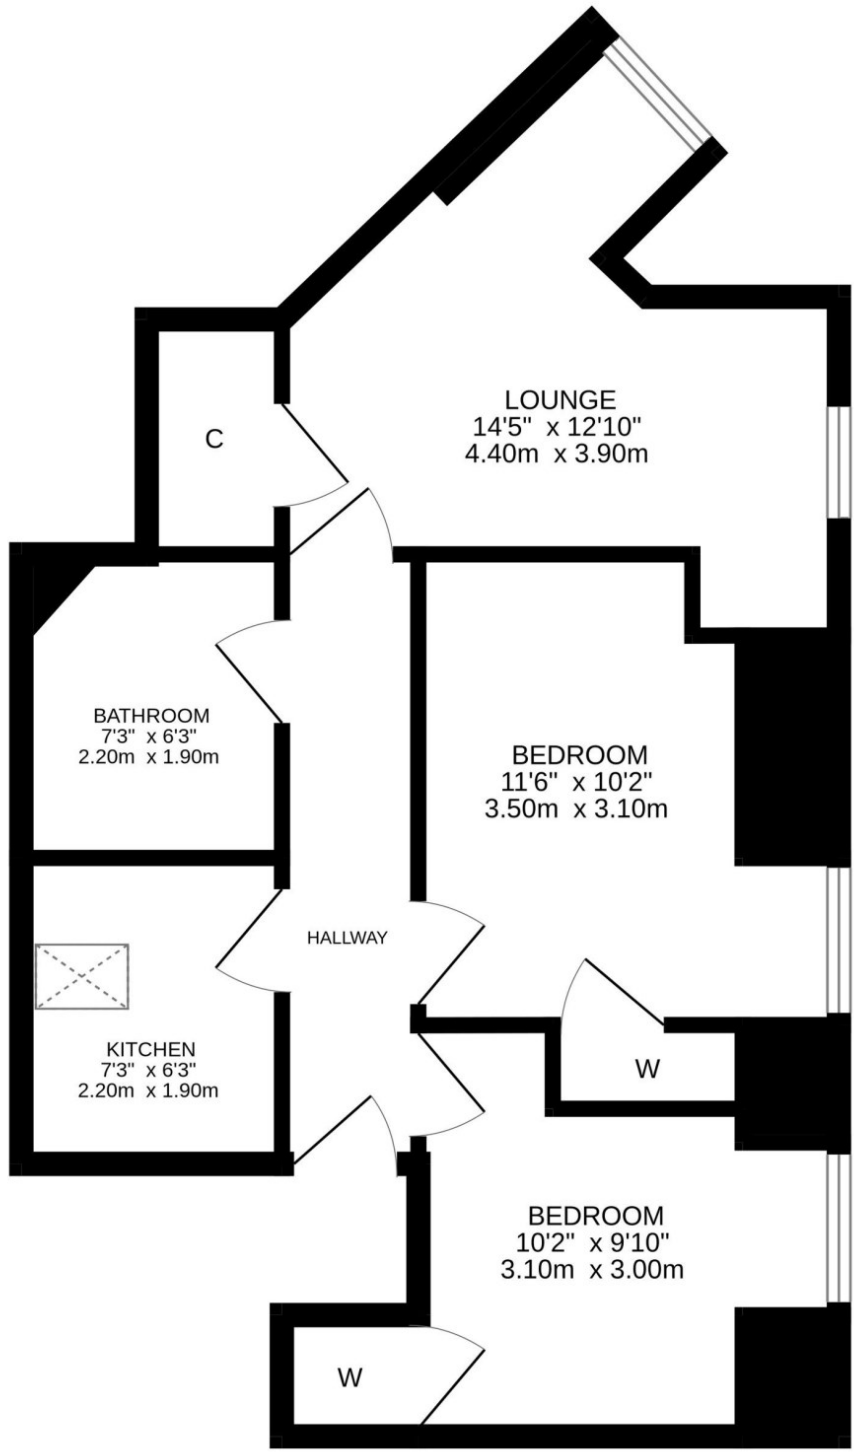 LOUNGE
14'5" x 12'10"
4.40m x 3.90m
C
BATHROOM
7'3" x 6'3"
2.20m x 1.90m
BEDROOM
11'6" x 10'2"
3.50m x 3.10m
HALLWAY
KITCHEN
7'3" x 6'3"
2.20m x 1.90m
W
BEDROOM
10'2" x 9'10"
3.10m x 3.00m
W